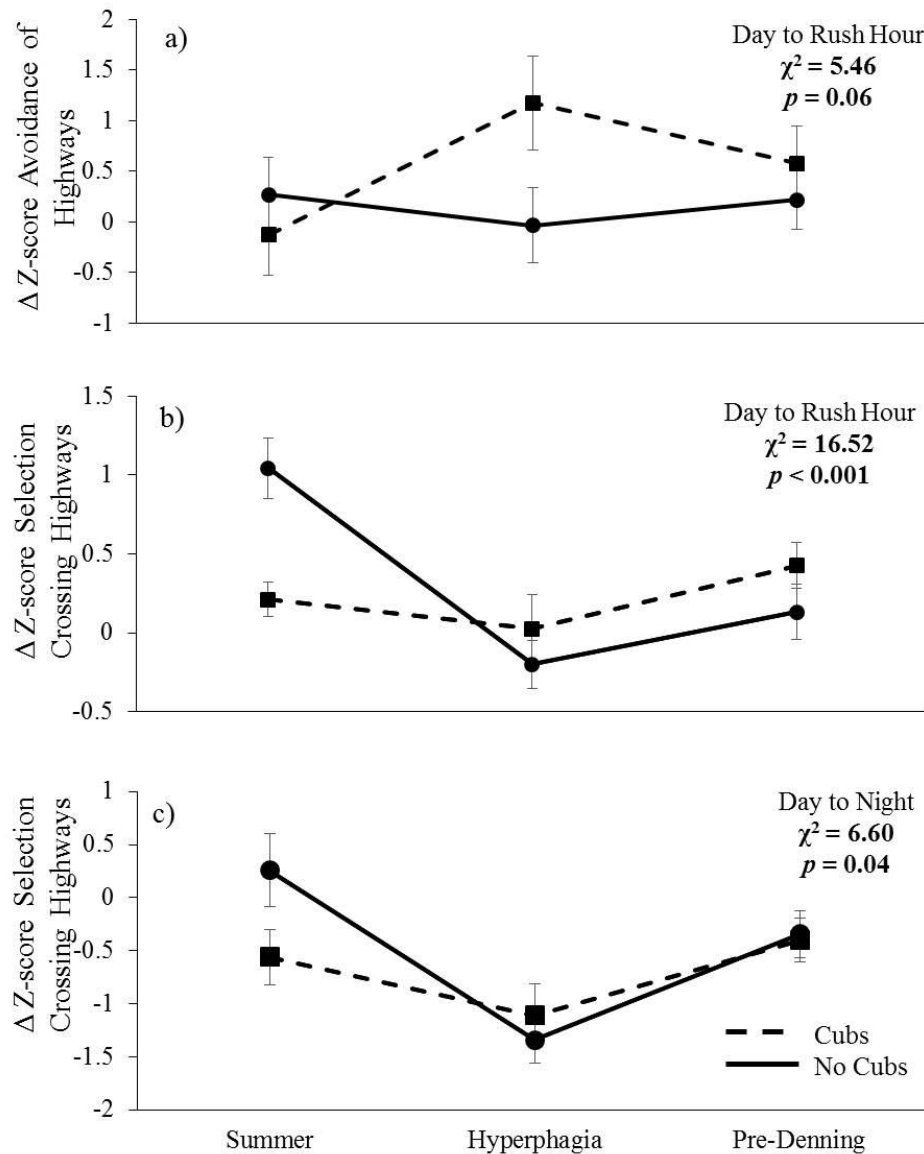 a)
Day to Rush Hour
χ² = 5.46
p = 0.06
Δ Z-score Avoidance of
Highways
2
1.5
1
0.5
0
-0.5
-1
b)
Day to Rush Hour
χ² = 16.52
p < 0.001
Δ Z-score Selection
Crossing Highways
1.5
1
0.5
0
-0.5
c)
Day to Night
χ² = 6.60
p = 0.04
Δ Z-score Selection
Crossing Highways
1
0.5
0
-0.5
-1
-1.5
-2
Cubs
No Cubs
Summer Hyperphagia Pre-Denning